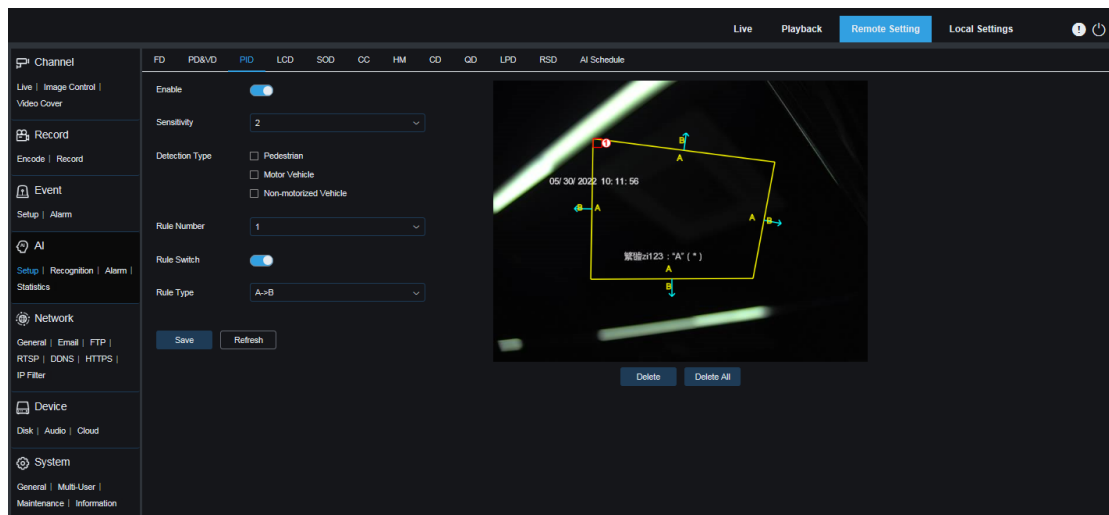 Live Playback Remote Setting Local Settings
Channel
Live | Image Control |
Video Cover
Record
Encode | Record
Event
Setup | Alarm
AI
Setup | Recognition | Alarm |
Statistics
Network
General | Email | FTP |
RTSP | DDNS | HTTPS |
IP Filter
Device
Disk | Audio | Cloud
System
General | Multi-User |
Maintenance | Information
FD PD&VD PID LCD SOD CC HM CD QD LPD RSD AI Schedule
Enable
Sensitivity 2
Detection Type Pedestrian
Motor Vehicle
Non-motorized Vehicle
Rule Number 1
Rule Switch
Rule Type A->B
Save Refresh
1
B
A
05/30/2022 10:11:56
B A
A B
zi123 : "A" ( * )
A
B
Delete Delete All